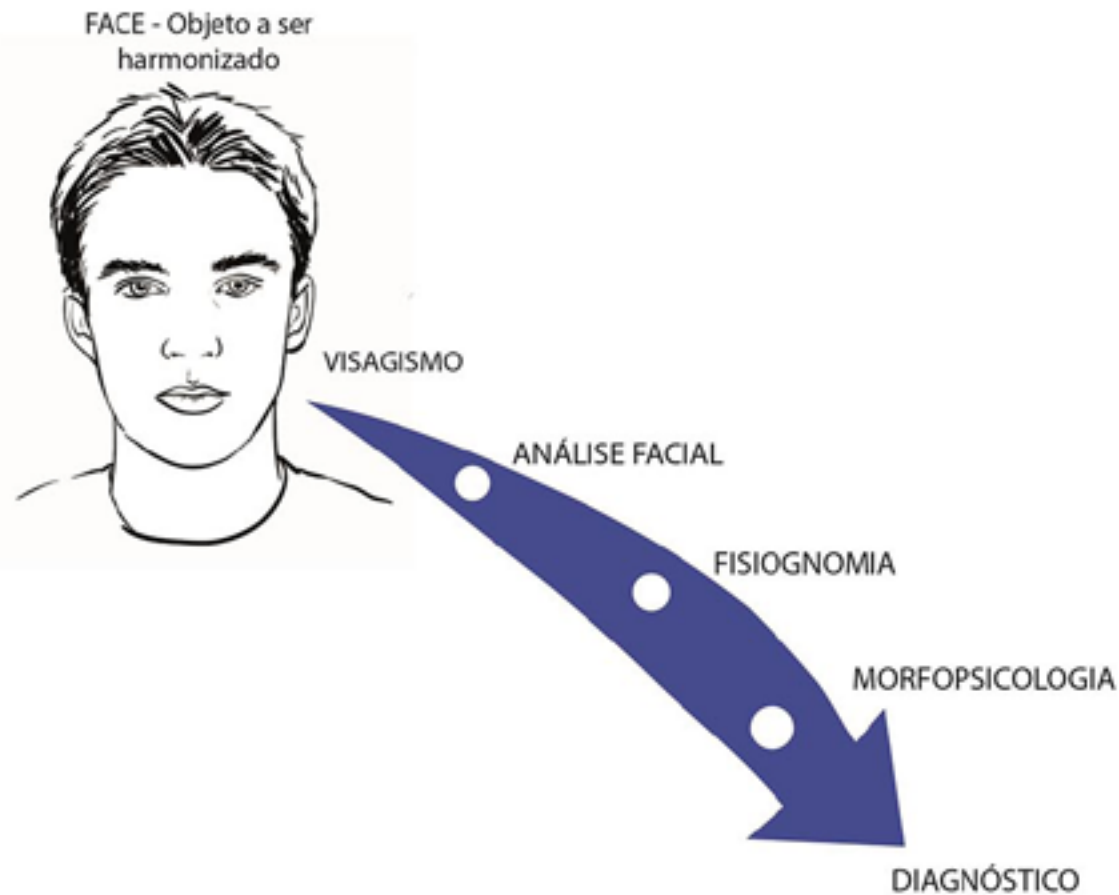 FACE - Objeto a ser
harmonizado
VISAGISMO
ANÁLISE FACIAL
FISIOGNOMIA
MORFOPSICOLOGIA
DIAGNÓSTICO